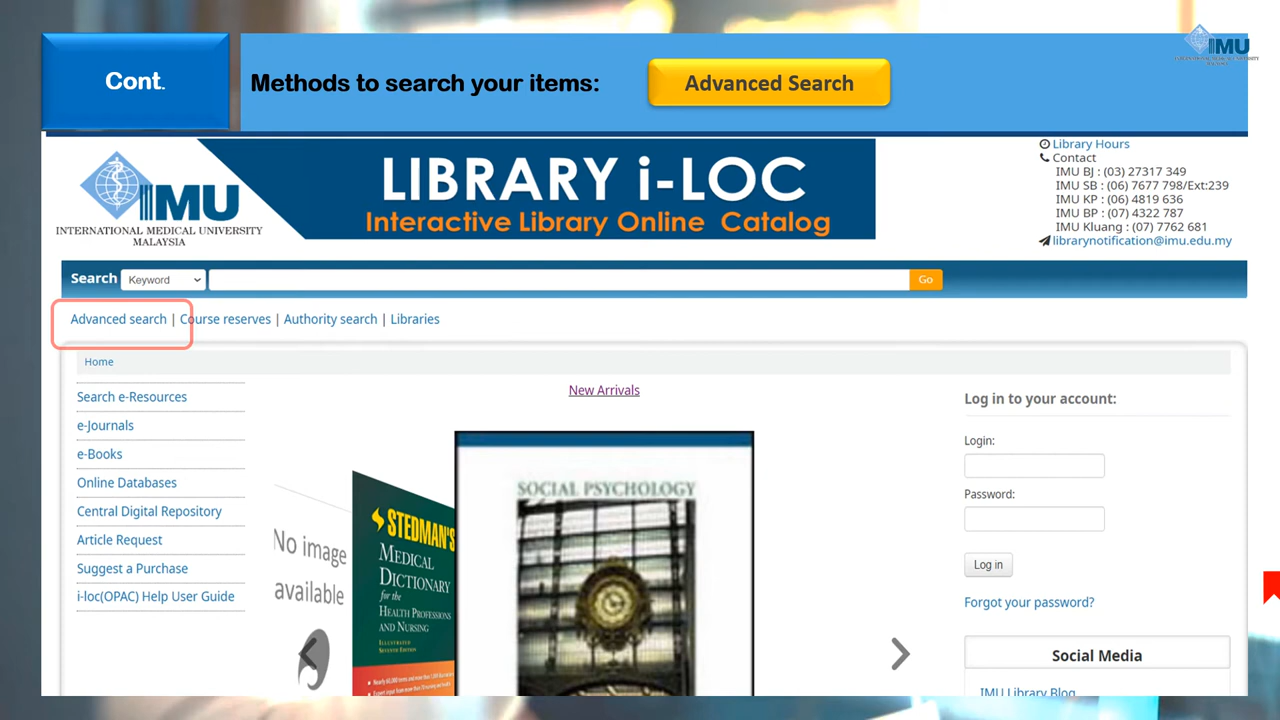 Cont.
Methods to search your items:
Advanced Search
IMU
IMU
INTERNATIONAL MEDICAL UNIVERSITY
MALAYSIA
LIBRARY i-LOC
Interactive Library Online Catalog
Library Hours
Contact
IMU BJ : (03) 27317 349
IMU SB : (06) 7677 798/Ext:239
IMU KP : (06) 4819 636
IMU BP : (07) 4322 787
IMU Kluang : (07) 7762 681
librarynotification@imu.edu.my
Search Keyword Go
Advanced search | Course reserves | Authority search | Libraries
Home
Search e-Resources
e-Journals
e-Books
Online Databases
Central Digital Repository
Article Request
Suggest a Purchase
i-loc(OPAC) Help User Guide
New Arrivals
No image
available
STEDMAN'S
MEDICAL
DICTIONARY
for the
HEALTH PROFESSIONS
AND NURSING
ILLUSTRATED
SEVENTH EDITION
SOCIAL PSYCHOLOGY
Log in to your account:
Login:
Password:
Log in
Forgot your password?
Social Media
IMU Library Blog